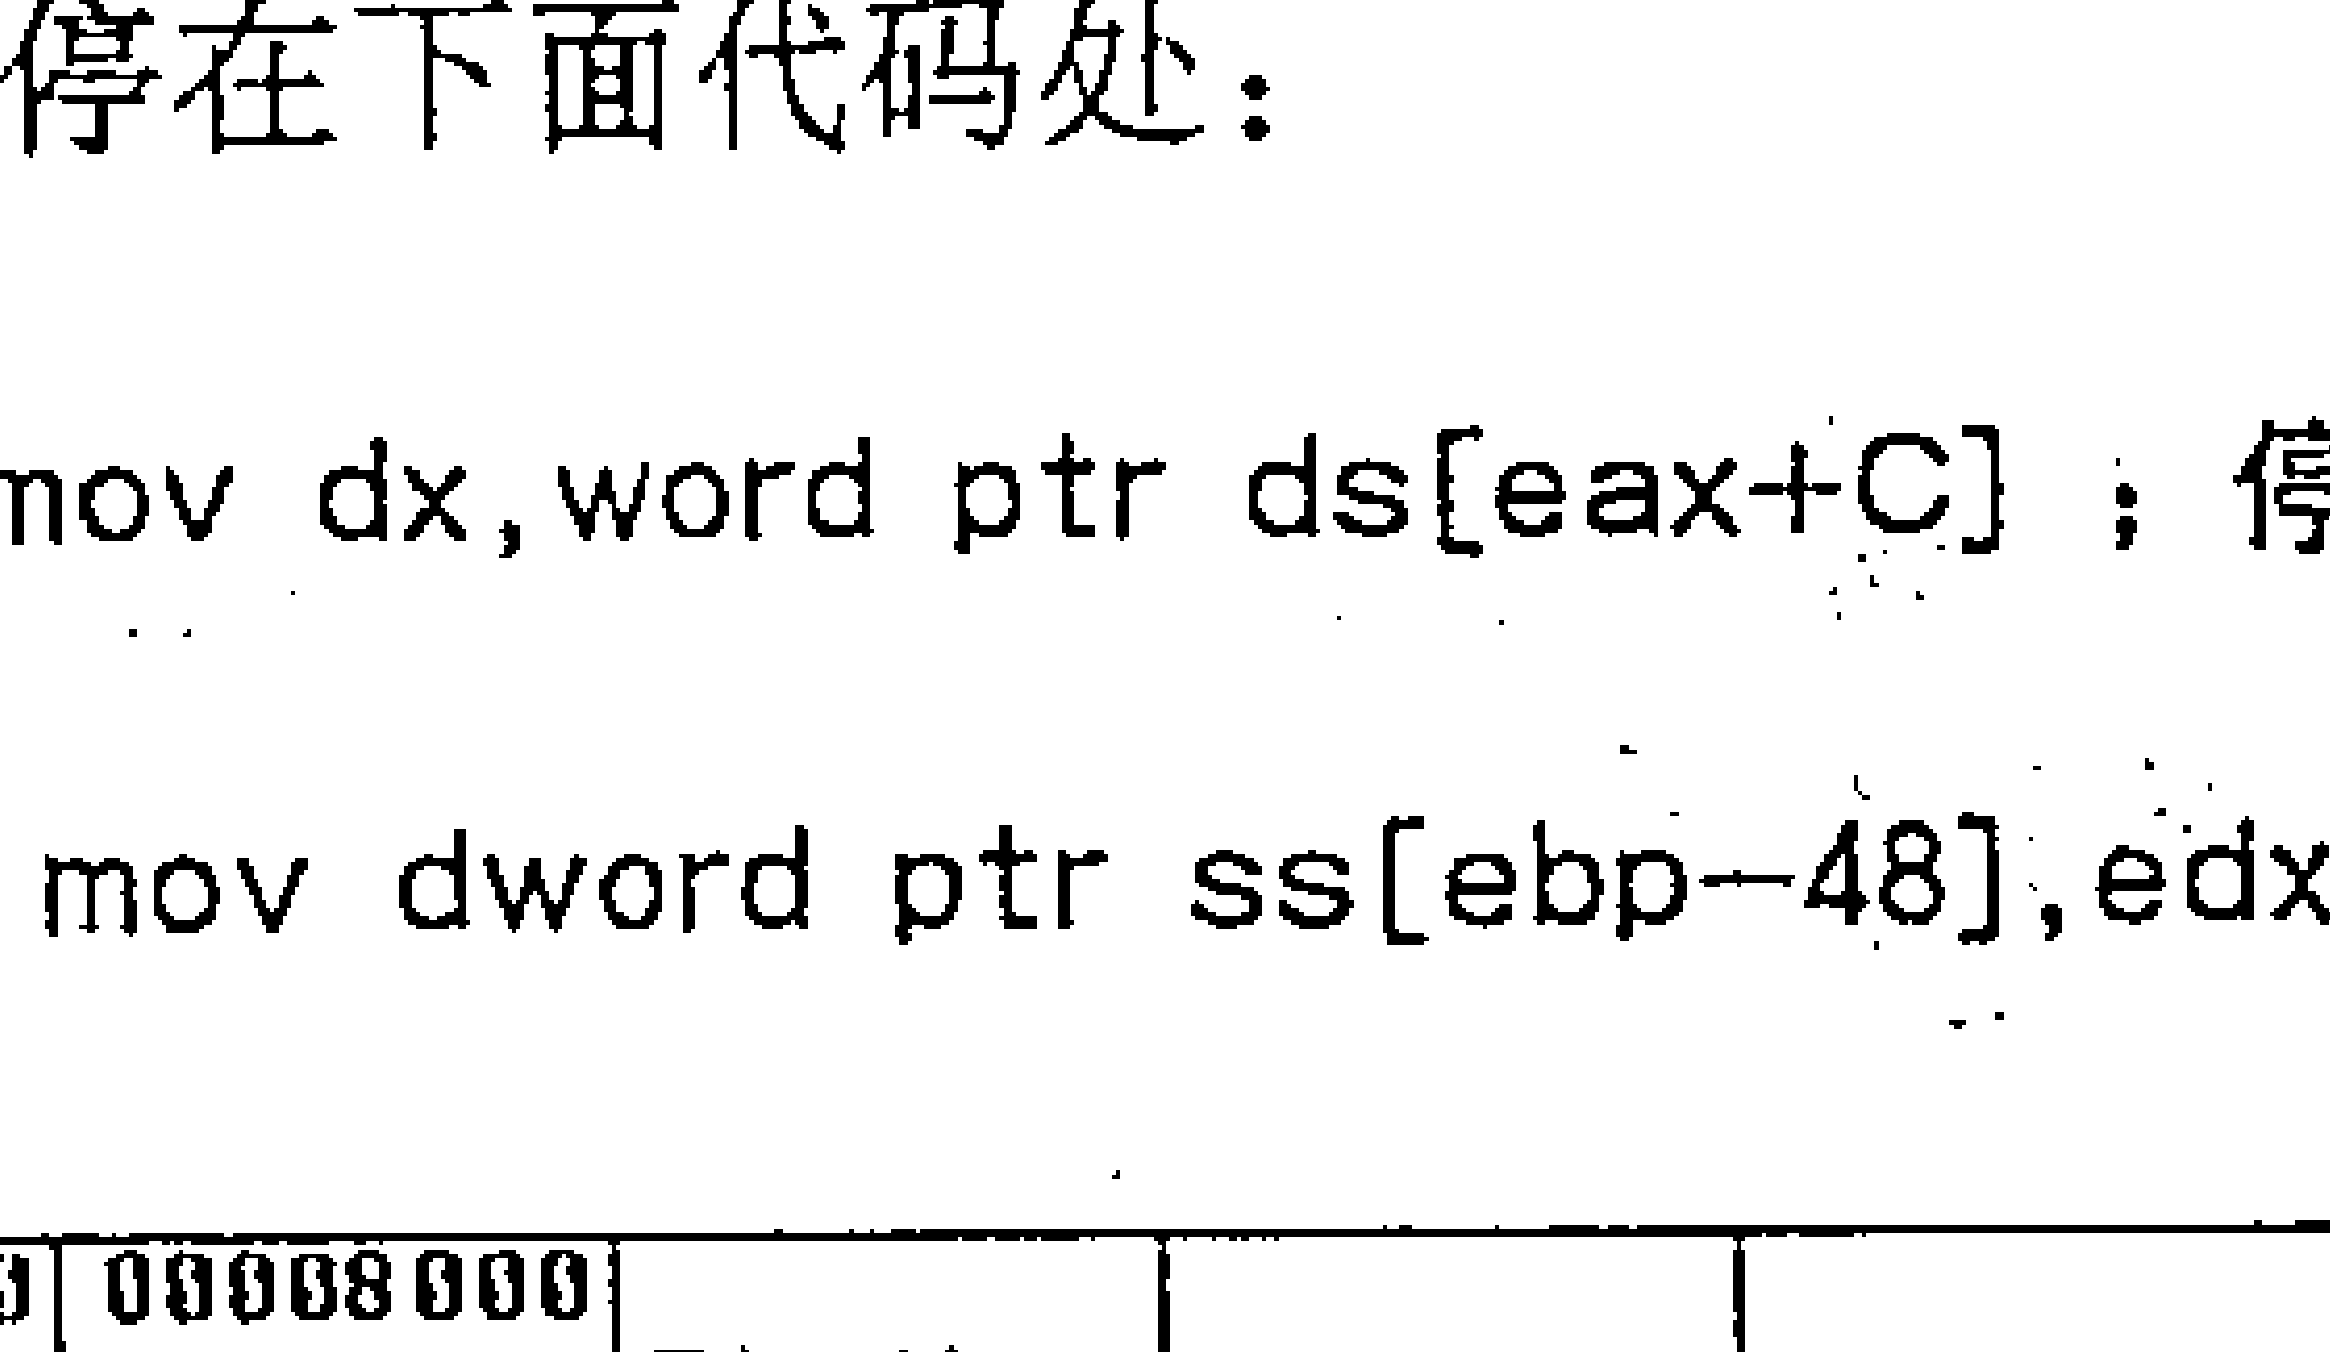 停在下面代码处：
mov dx,word ptr ds[eax+C] ；停
mov dword ptr ss[ebp-48],edx
00008000